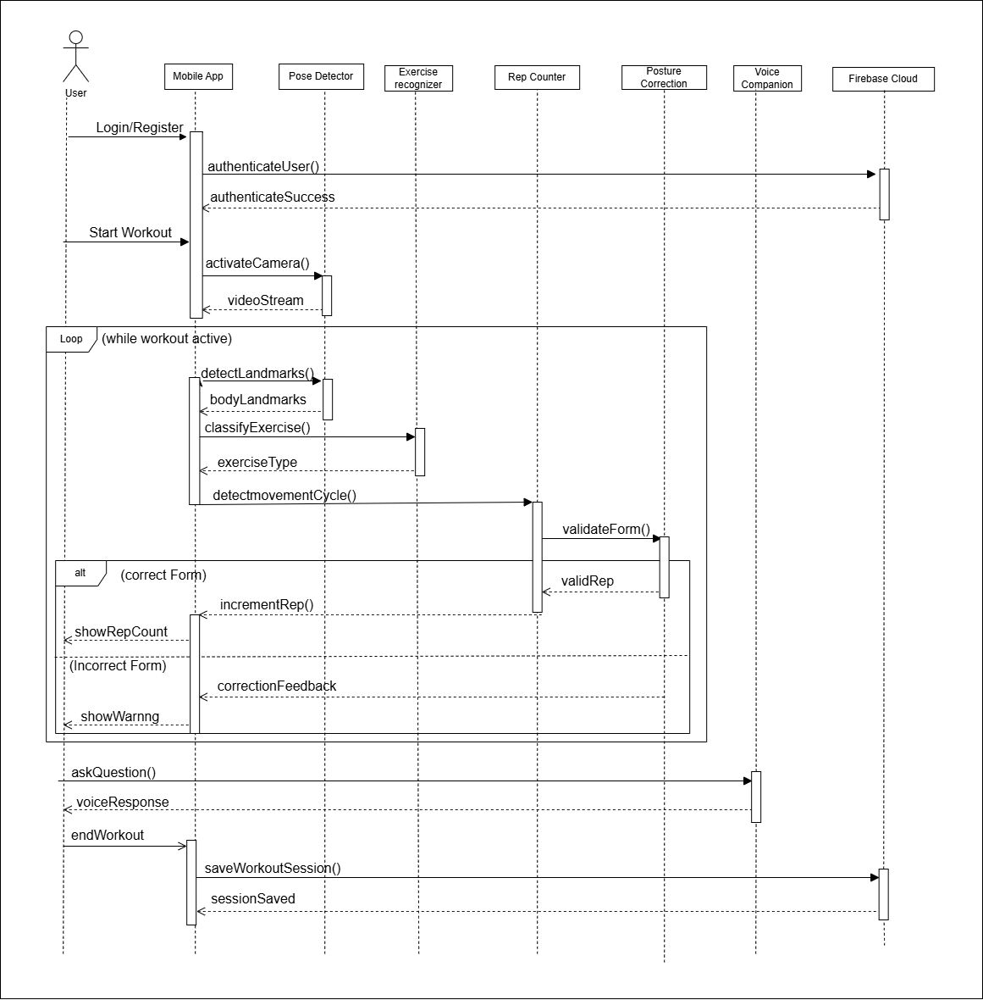 User
Mobile App
Pose Detector
Exercise
recognizer
Rep Counter
Posture
Correction
Voice
Companion
Firebase Cloud
Login/Register
authenticateUser()
authenticateSuccess
Start Workout
activateCamera()
videoStream
Loop
(while workout active)
detectLandmarks()
bodyLandmarks
classifyExercise()
exerciseType
detectmovementCycle()
validateForm()
alt
(correct Form)
validRep
incrementRep()
showRepCount
(Incorrect Form)
correctionFeedback
showWarnng
askQuestion()
voiceResponse
endWorkout
saveWorkoutSession()
sessionSaved